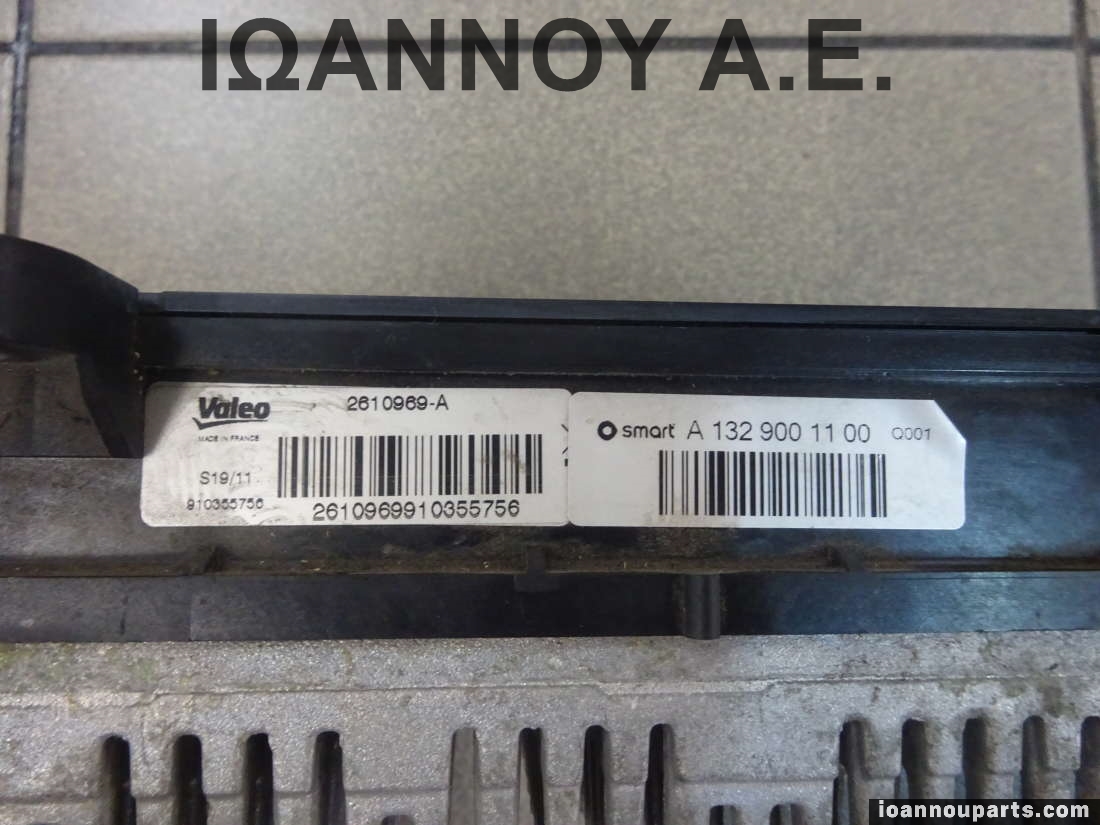 ΙΩΑΝΝΟΥ Α.Ε.
Valeo
2610969-A
MADE IN FRANCE
S19/11
910355756
2610969910355756
smart A 132 900 11 00 Q001
ioannouparts.com